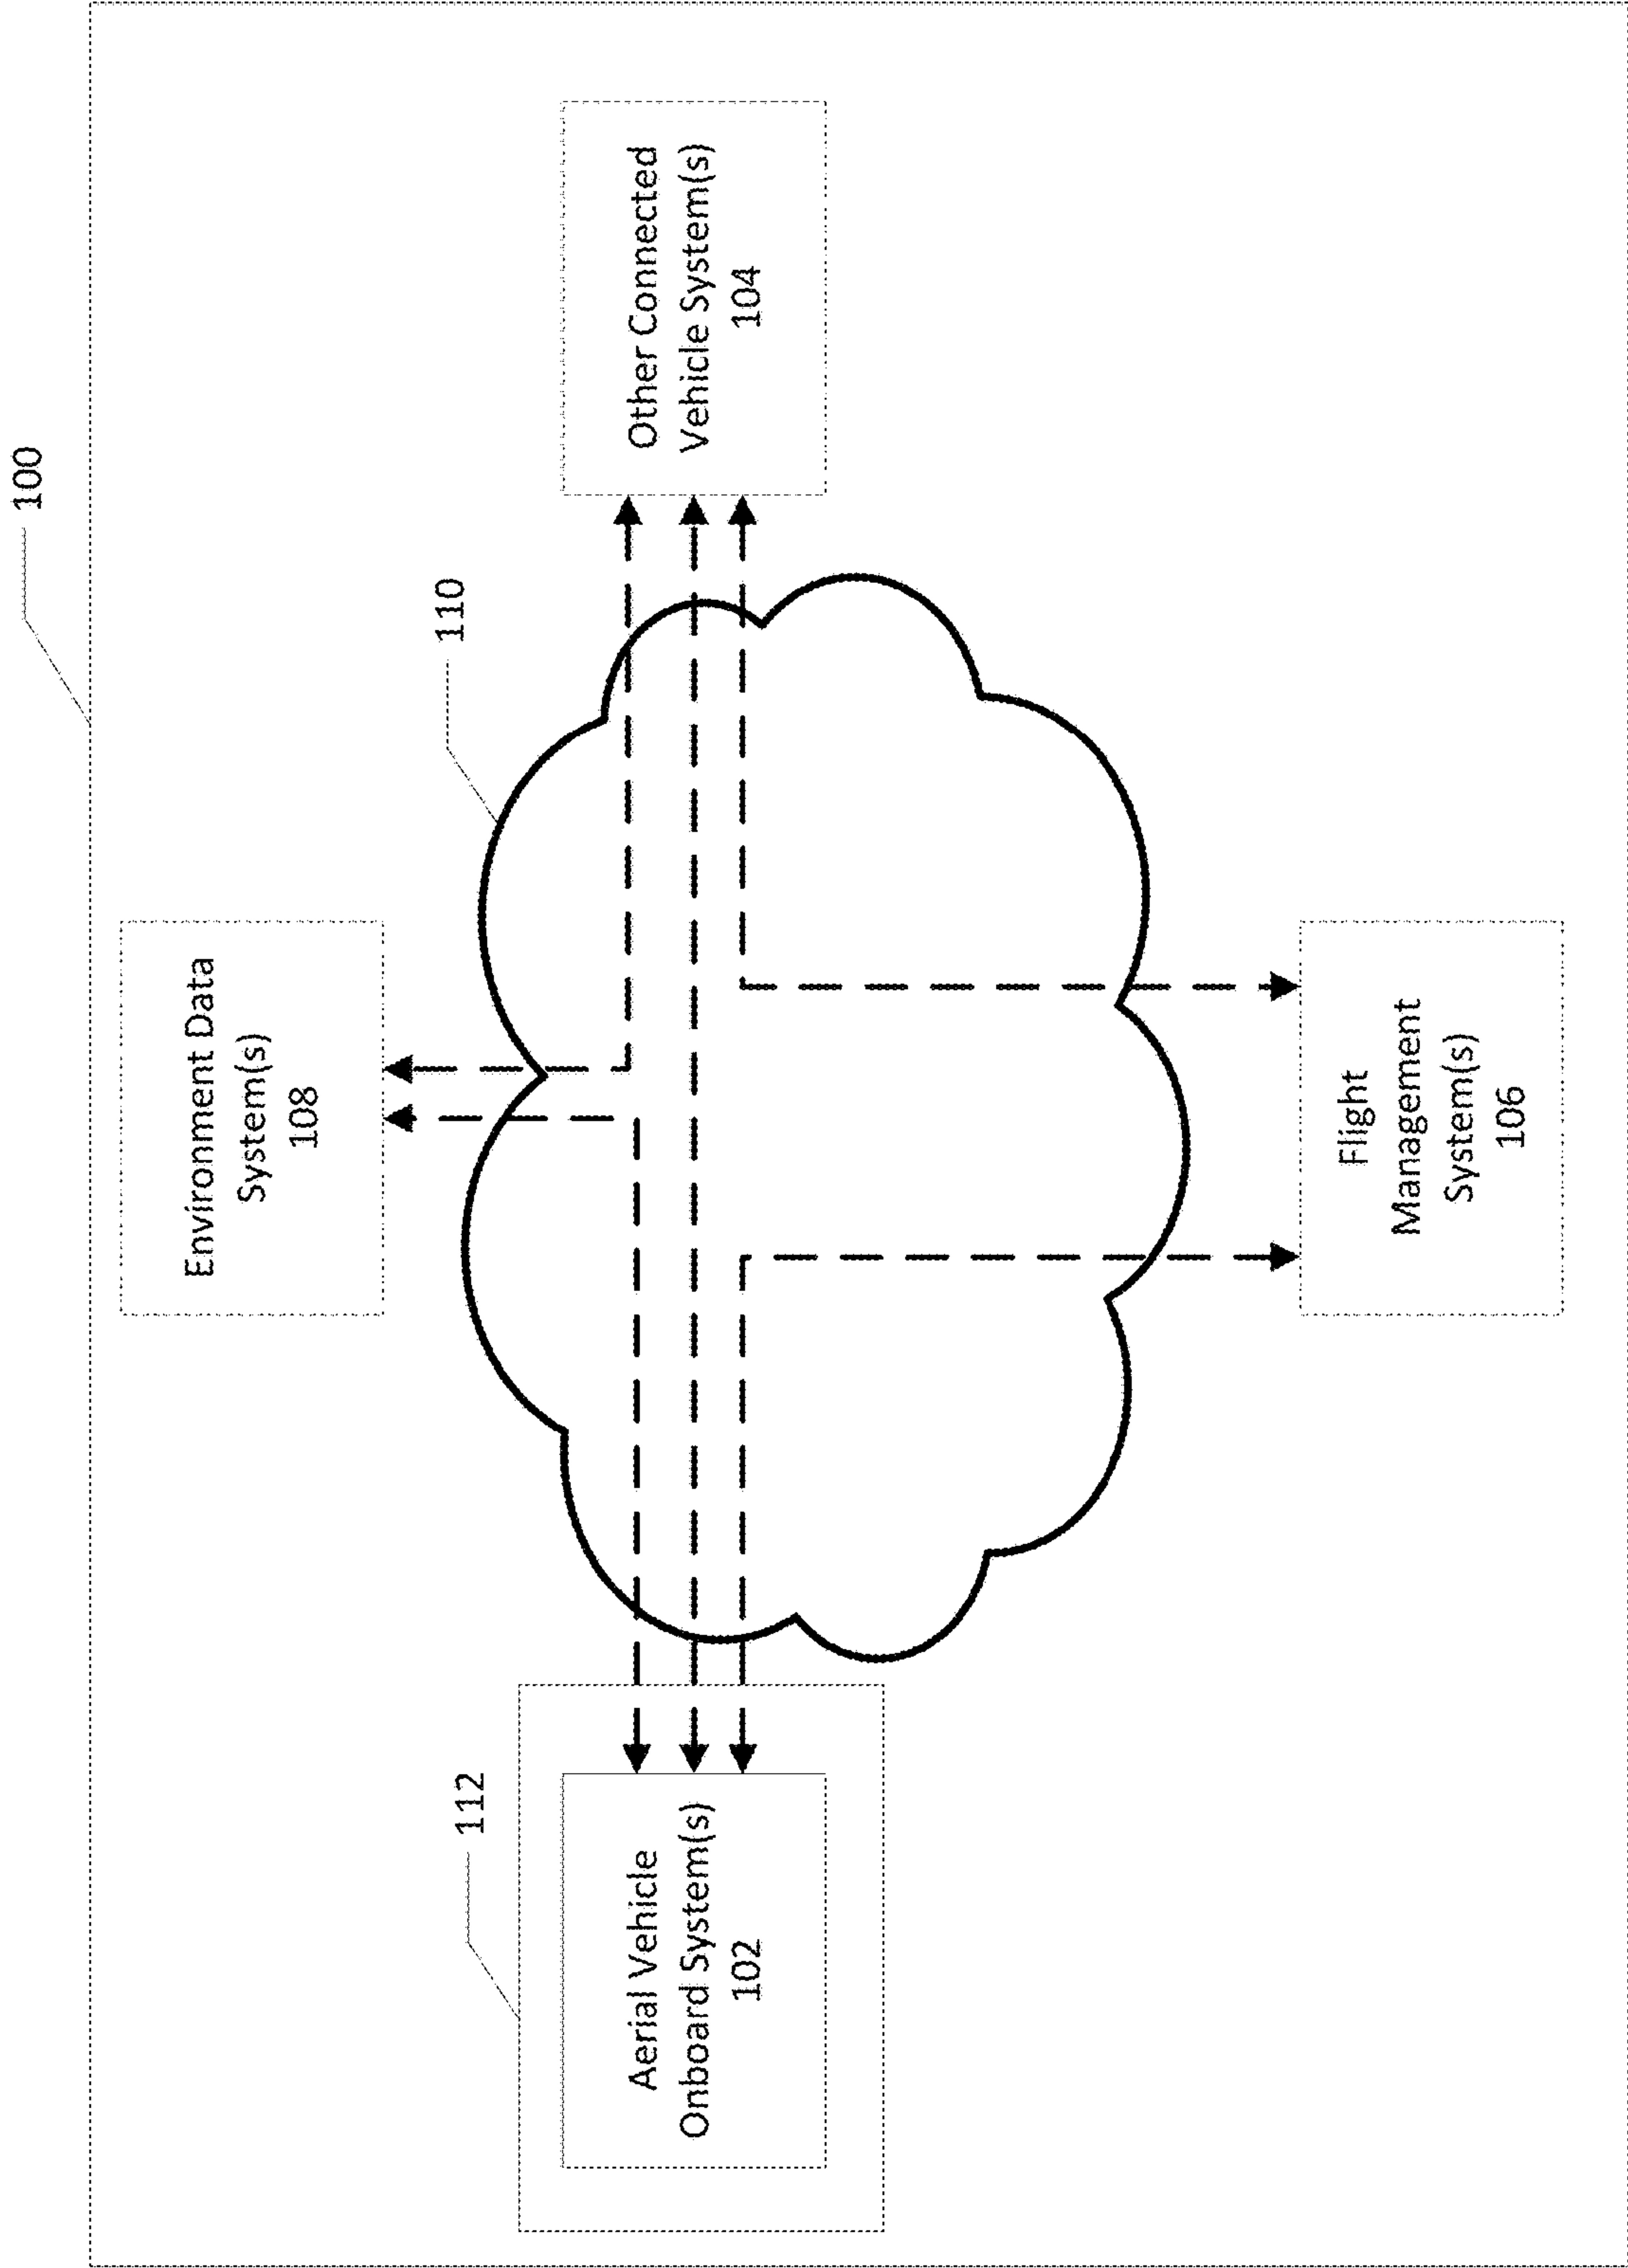 100
Environment Data
System(s)
108
110
112
Aerial Vehicle
Onboard System(s)
102
Other Connected
Vehicle System(s)
104
Flight
Management
System(s)
106